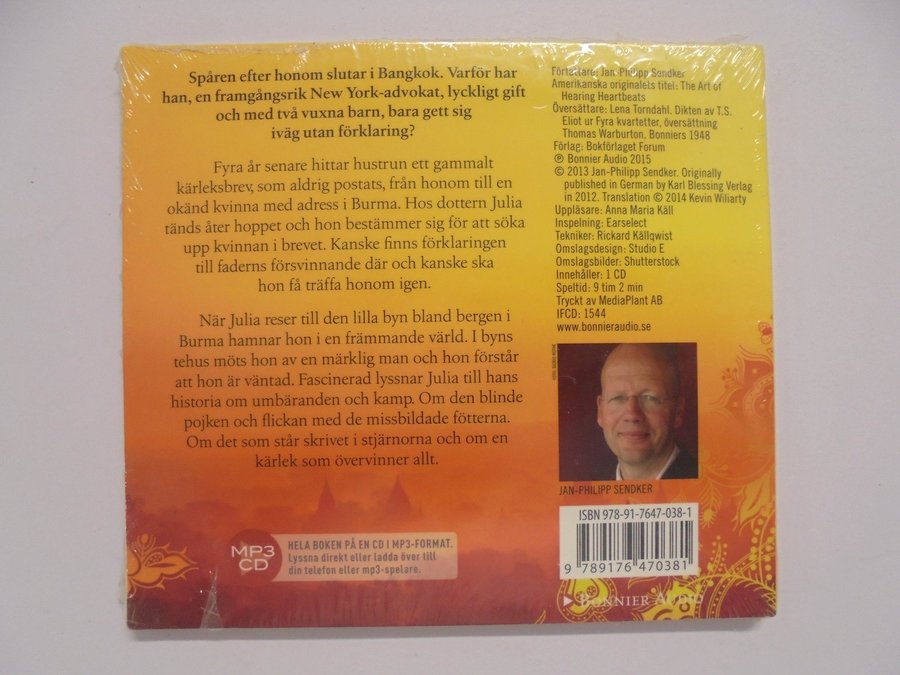 Spåren efter honom slutar i Bangkok. Varför har
han, en framgångsrik New York-advokat, lyckligt gift
och med två vuxna barn, bara gett sig
iväg utan förklaring?
Fyra år senare hittar hustrun ett gammalt
kärleksbrev, som aldrig postats, från honom till en
okänd kvinna med adress i Burma. Hos dottern Julia
tänds åter hoppet och hon bestämmer sig för att söka
upp kvinnan i brevet. Kanske finns förklaringen
till faderns försvinnande där och kanske ska
hon få träffa honom igen.
När Julia reser till den lilla byn bland bergen i
Burma hamnar hon i en främmande värld. I byns
tehus möts hon av en märklig man och hon förstår
att hon är väntad. Fascinerad lyssnar Julia till hans
historia om umbäranden och kamp. Om den blinde
pojken och flickan med de missbildade fötterna.
Om det som står skrivet i stjärnorna och om en
kärlek som övervinner allt.
MP3
CD
HELA BOKEN PÅ EN CD I MP3-FORMAT.
Lyssna direkt eller ladda över till
din telefon eller mp3-spelare.
Författare: Jan-Philipp Sendker
Amerikanska originalets titel: The Art of
Hearing Heartbeats
Översättare: Lena Torndahl. Dikten av T.S.
Eliot ur Fyra kvartetter, översättning
Thomas Warburton, Bonniers 1948
Förlag: Bokförlaget Forum
℗ Bonnier Audio 2015
© 2013 Jan-Philipp Sendker. Originally
published in German by Karl Blessing Verlag
in 2012. Translation © 2014 Kevin Wiliarty
Uppläsare: Anna Maria Käll
Inspelning: Earselect
Tekniker: Rickard Källqwist
Omslagsdesign: Studio E
Omslagsbilder: Shutterstock
Innehåller: 1 CD
Speltid: 9 tim 2 min
Tryckt av MediaPlant AB
IFCD: 1544
www.bonnieraudio.se
JAN-PHILIPP SENDKER
ISBN 978-91-7647-038-1
9 789176 470381
BONNIER AUDIO